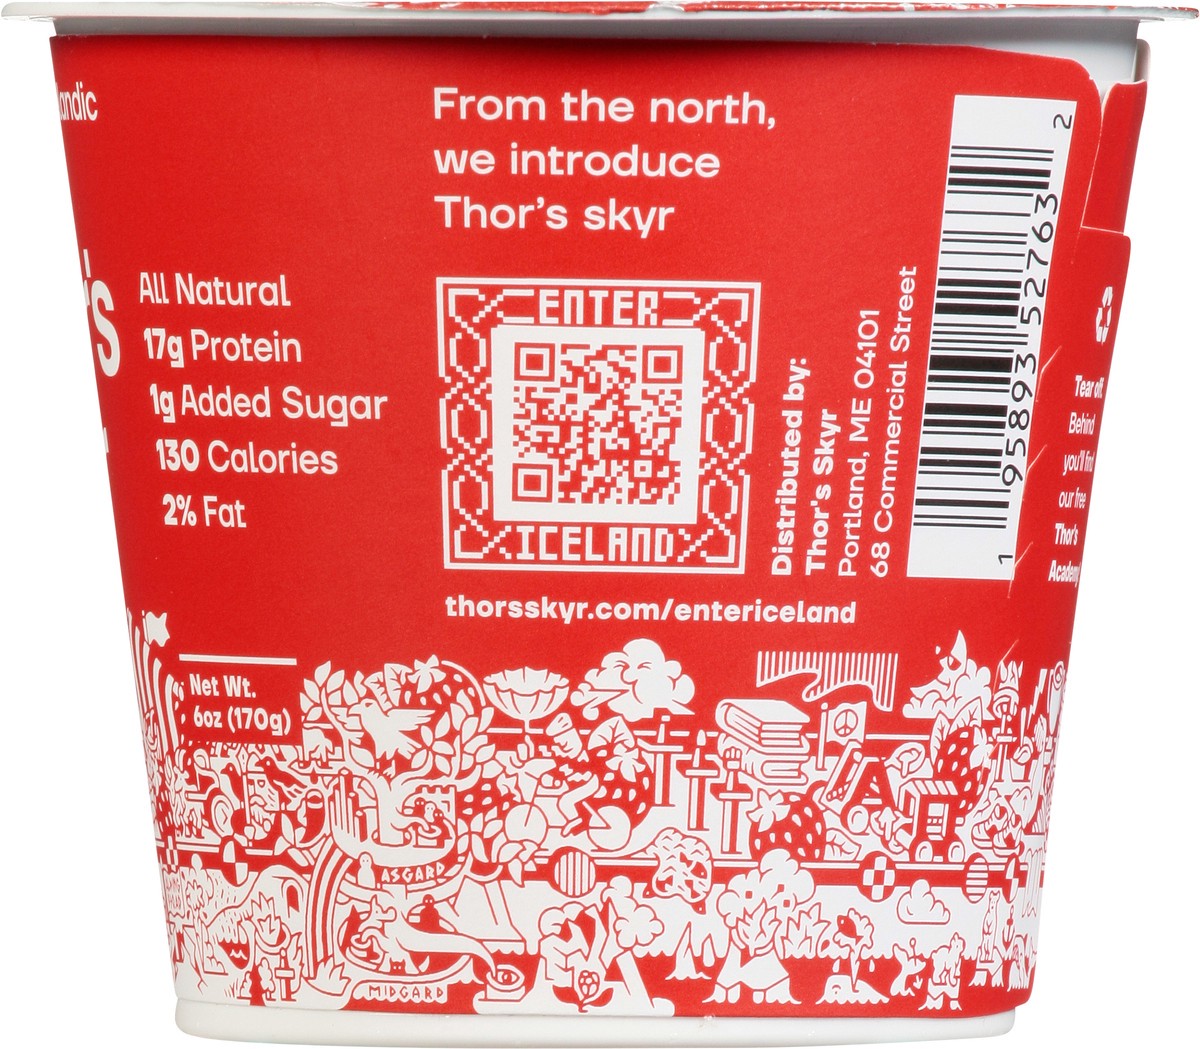 andic
's
All Natural
17g Protein
1g Added Sugar
130 Calories
2% Fat
Net Wt.
6oz (170g)
From the north,
we introduce
Thor's skyr
ENTER
ICELAND
thorsskyr.com/entericeland
Distributed by:
Thor's Skyr
Portland, ME 04101
68 Commercial Street
1 95893 52763 2
Tear off.
Behind
you'll find
our free
Thor's
Academy
ASGARD
MIDGARD